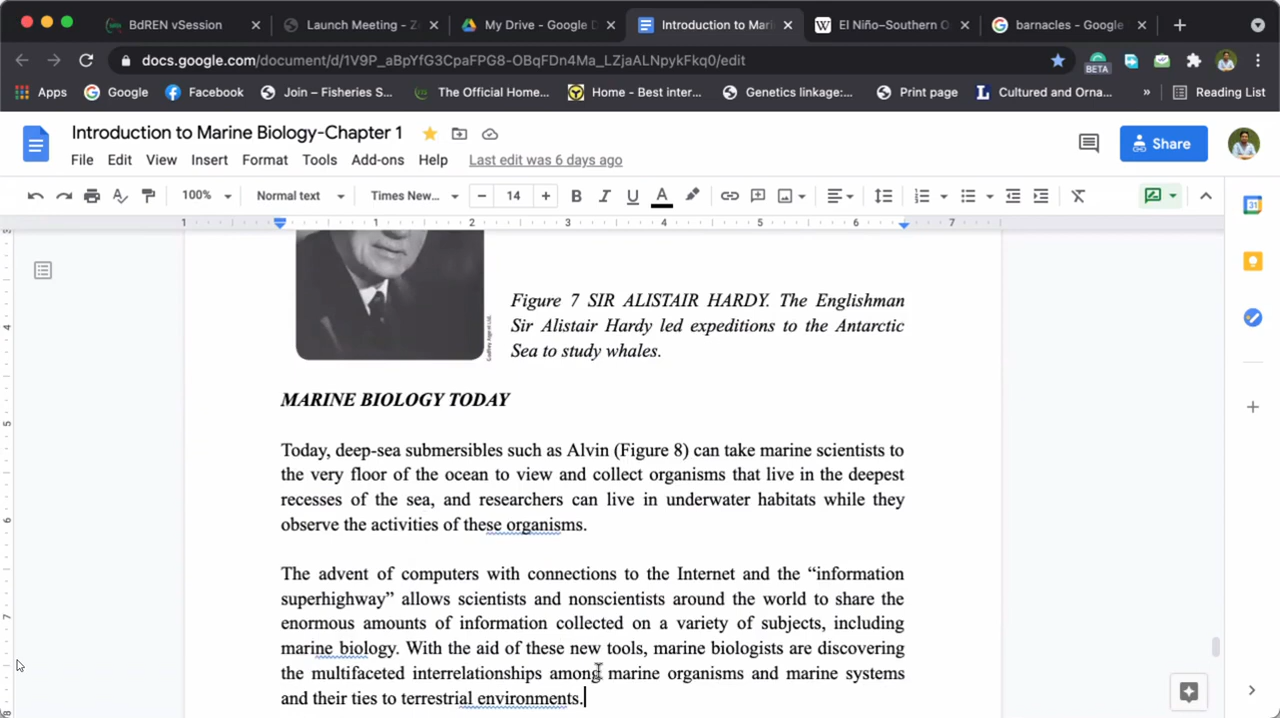 BdREN vSession
Launch Meeting - Z
My Drive - Google D
Introduction to Mari
El Niño–Southern O
barnacles - Google
docs.google.com/document/d/1V9P_aBpYfG3CpaFPG8-OBqFDn4Ma_LZjaALNpykFkq0/edit
BETA
Apps
Google
Facebook
Join – Fisheries S...
The Official Home...
Home - Best inter...
Genetics linkage:...
Print page
Cultured and Orna...
»
Reading List
Introduction to Marine Biology-Chapter 1
Share
File Edit View Insert Format Tools Add-ons Help Last edit was 6 days ago
100% Normal text Times New... − 14 + B I U A
1 1 2 3 4 5 6 7
Figure 7 SIR ALISTAIR HARDY. The Englishman
Sir Alistair Hardy led expeditions to the Antarctic
Sea to study whales.
MARINE BIOLOGY TODAY
Today, deep-sea submersibles such as Alvin (Figure 8) can take marine scientists to
the very floor of the ocean to view and collect organisms that live in the deepest
recesses of the sea, and researchers can live in underwater habitats while they
observe the activities of these organisms.
The advent of computers with connections to the Internet and the “information
superhighway” allows scientists and nonscientists around the world to share the
enormous amounts of information collected on a variety of subjects, including
marine biology. With the aid of these new tools, marine biologists are discovering
the multifaceted interrelationships among marine organisms and marine systems
and their ties to terrestrial environments.